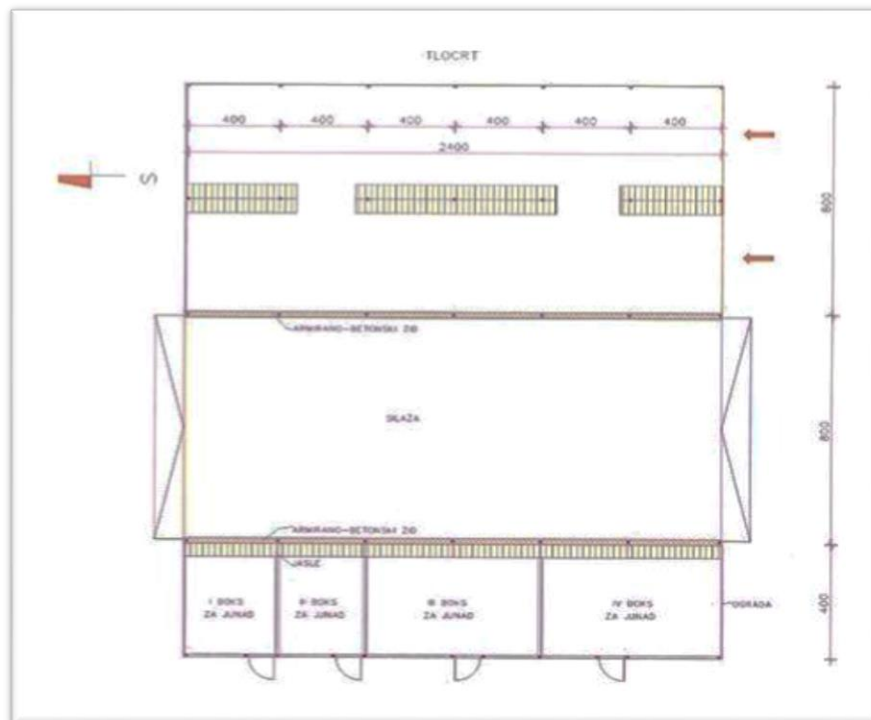 TLOCRT
400 400 400 400 400 400
2400
S
800
ARMIRANO-BETONSKI ZID
SILAŽA
800
ARMIRANO-BETONSKI ZID
JASLE
I BOKS
ZA JUNAD
II BOKS
ZA JUNAD
III BOKS
ZA JUNAD
IV BOKS
ZA JUNAD
OGRADA
400